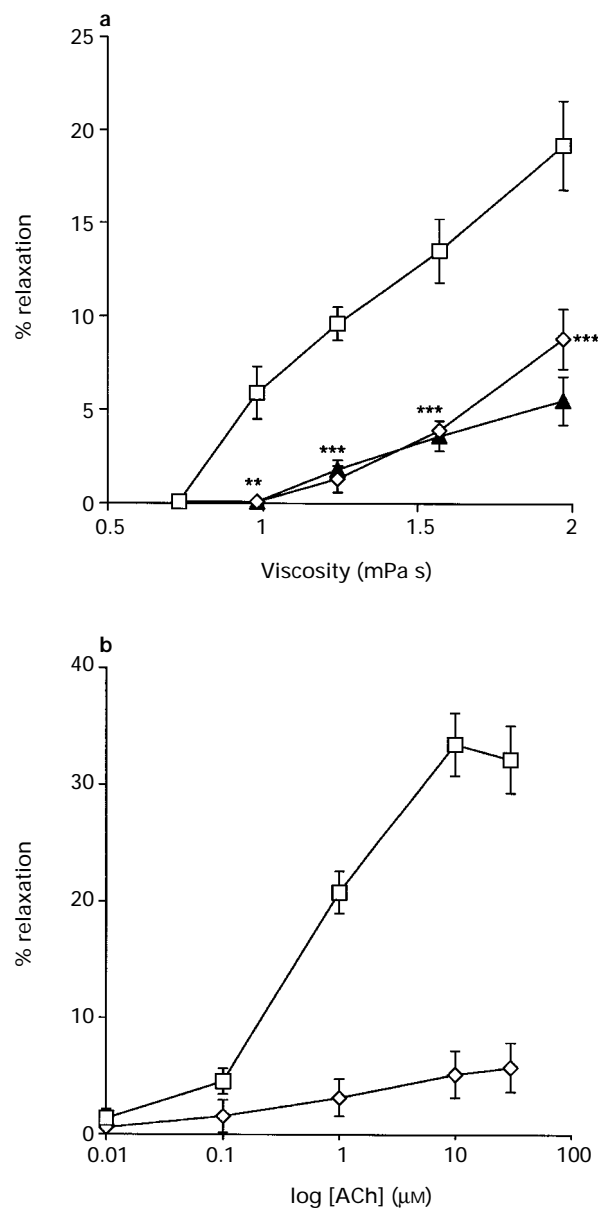 a
25
20
15
10
5
0
% relaxation
**
***
***
***
0.5 1 1.5 2
Viscosity (mPa s)
b
40
30
20
10
0
% relaxation
0.01 0.1 1 10 100
log [ACh] (μM)